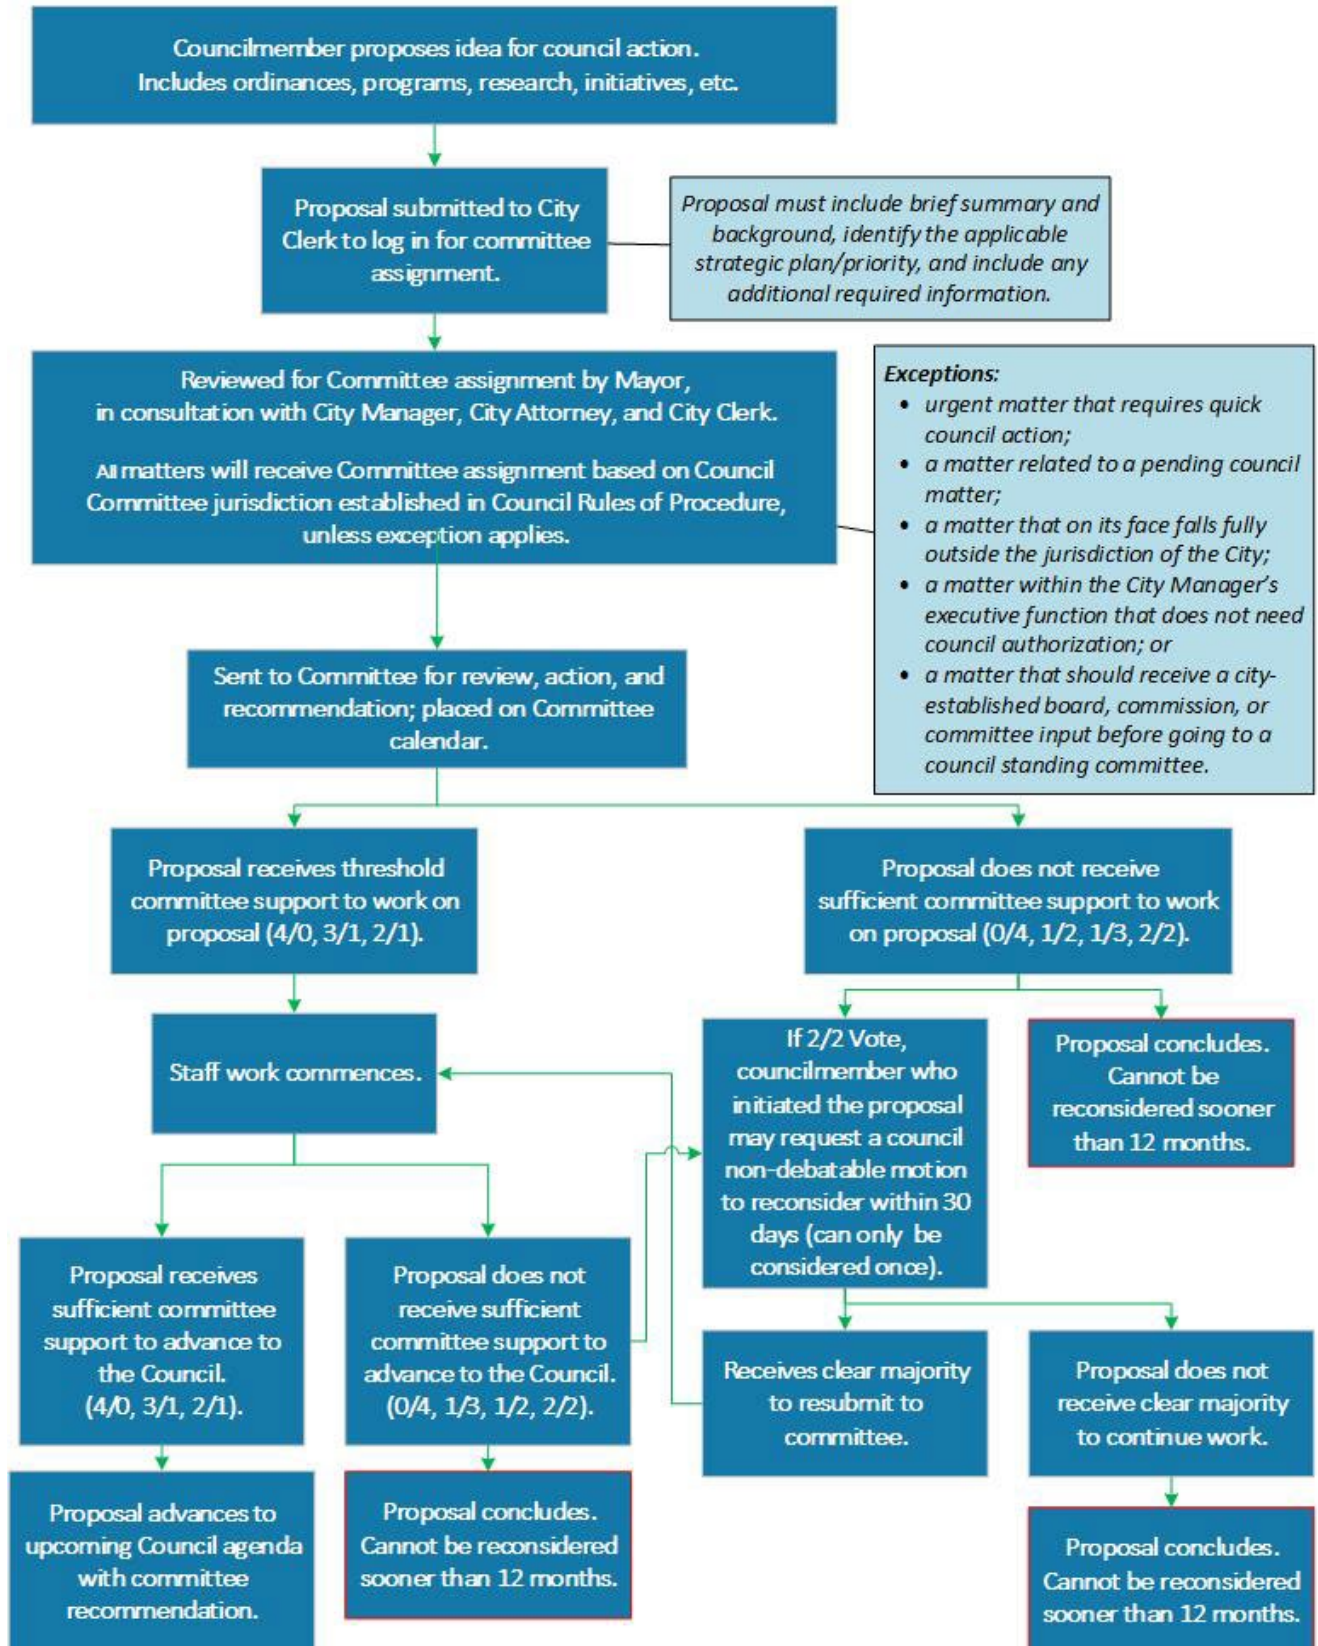 Councilmember proposes idea for council action.
Includes ordinances, programs, research, initiatives, etc.
Proposal submitted to City
Clerk to log in for committee
assignment.
Proposal must include brief summary and
background, identify the applicable
strategic plan/priority, and include any
additional required information.
Reviewed for Committee assignment by Mayor,
in consultation with City Manager, City Attorney, and City Clerk.
All matters will receive Committee assignment based on Council
Committee jurisdiction established in Council Rules of Procedure,
unless exception applies.
Exceptions:
• urgent matter that requires quick
council action;
• a matter related to a pending council
matter;
• a matter that on its face falls fully
outside the jurisdiction of the City;
• a matter within the City Manager's
executive function that does not need
council authorization; or
• a matter that should receive a city-
established board, commission, or
committee input before going to a
council standing committee.
Sent to Committee for review, action, and
recommendation; placed on Committee
calendar.
Proposal receives threshold
committee support to work on
proposal (4/0, 3/1, 2/1).
Proposal does not receive
sufficient committee support to work
on proposal (0/4, 1/2, 1/3, 2/2).
Staff work commences.
If 2/2 Vote,
councilmember who
initiated the proposal
may request a council
non-debatable motion
to reconsider within 30
days (can only be
considered once).
Proposal concludes.
Cannot be
reconsidered sooner
than 12 months.
Proposal receives
sufficient committee
support to advance to
the Council.
(4/0, 3/1, 2/1).
Proposal does not
receive sufficient
committee support to
advance to the Council.
(0/4, 1/3, 1/2, 2/2).
Receives clear majority
to resubmit to
committee.
Proposal does not
receive clear majority
to continue work.
Proposal advances to
upcoming Council agenda
with committee
recommendation.
Proposal concludes.
Cannot be reconsidered
sooner than 12 months.
Proposal concludes.
Cannot be reconsidered
sooner than 12 months.